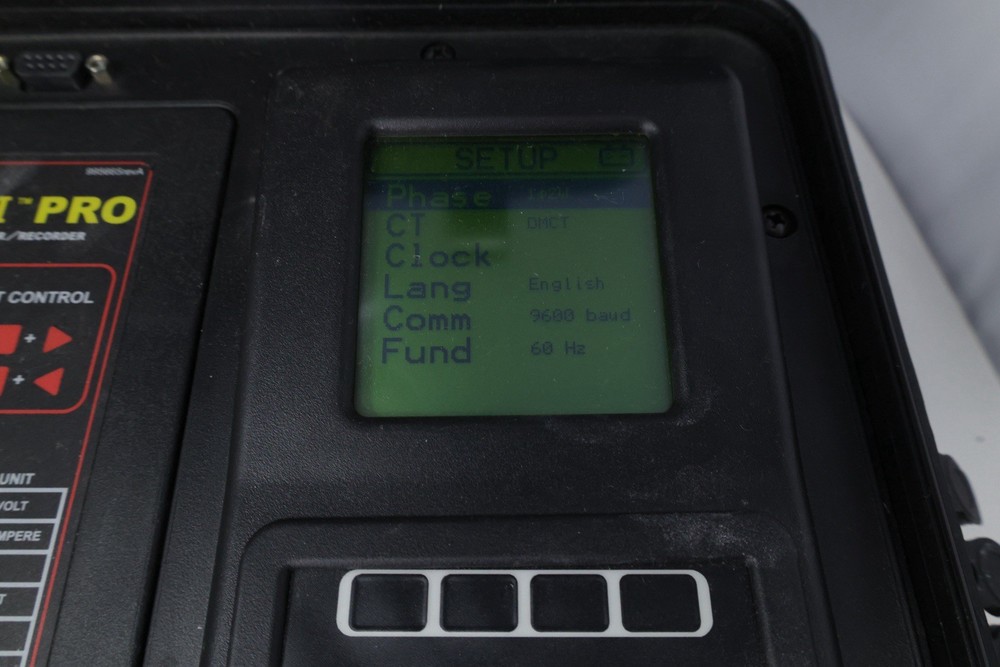 SETUP
Phase
CT DMCT
Clock
Lang English
Comm 9600 baud
Fund 60 Hz
I™ PRO
R/RECORDER
T CONTROL
+
+
UNIT
VOLT
MPERE
T